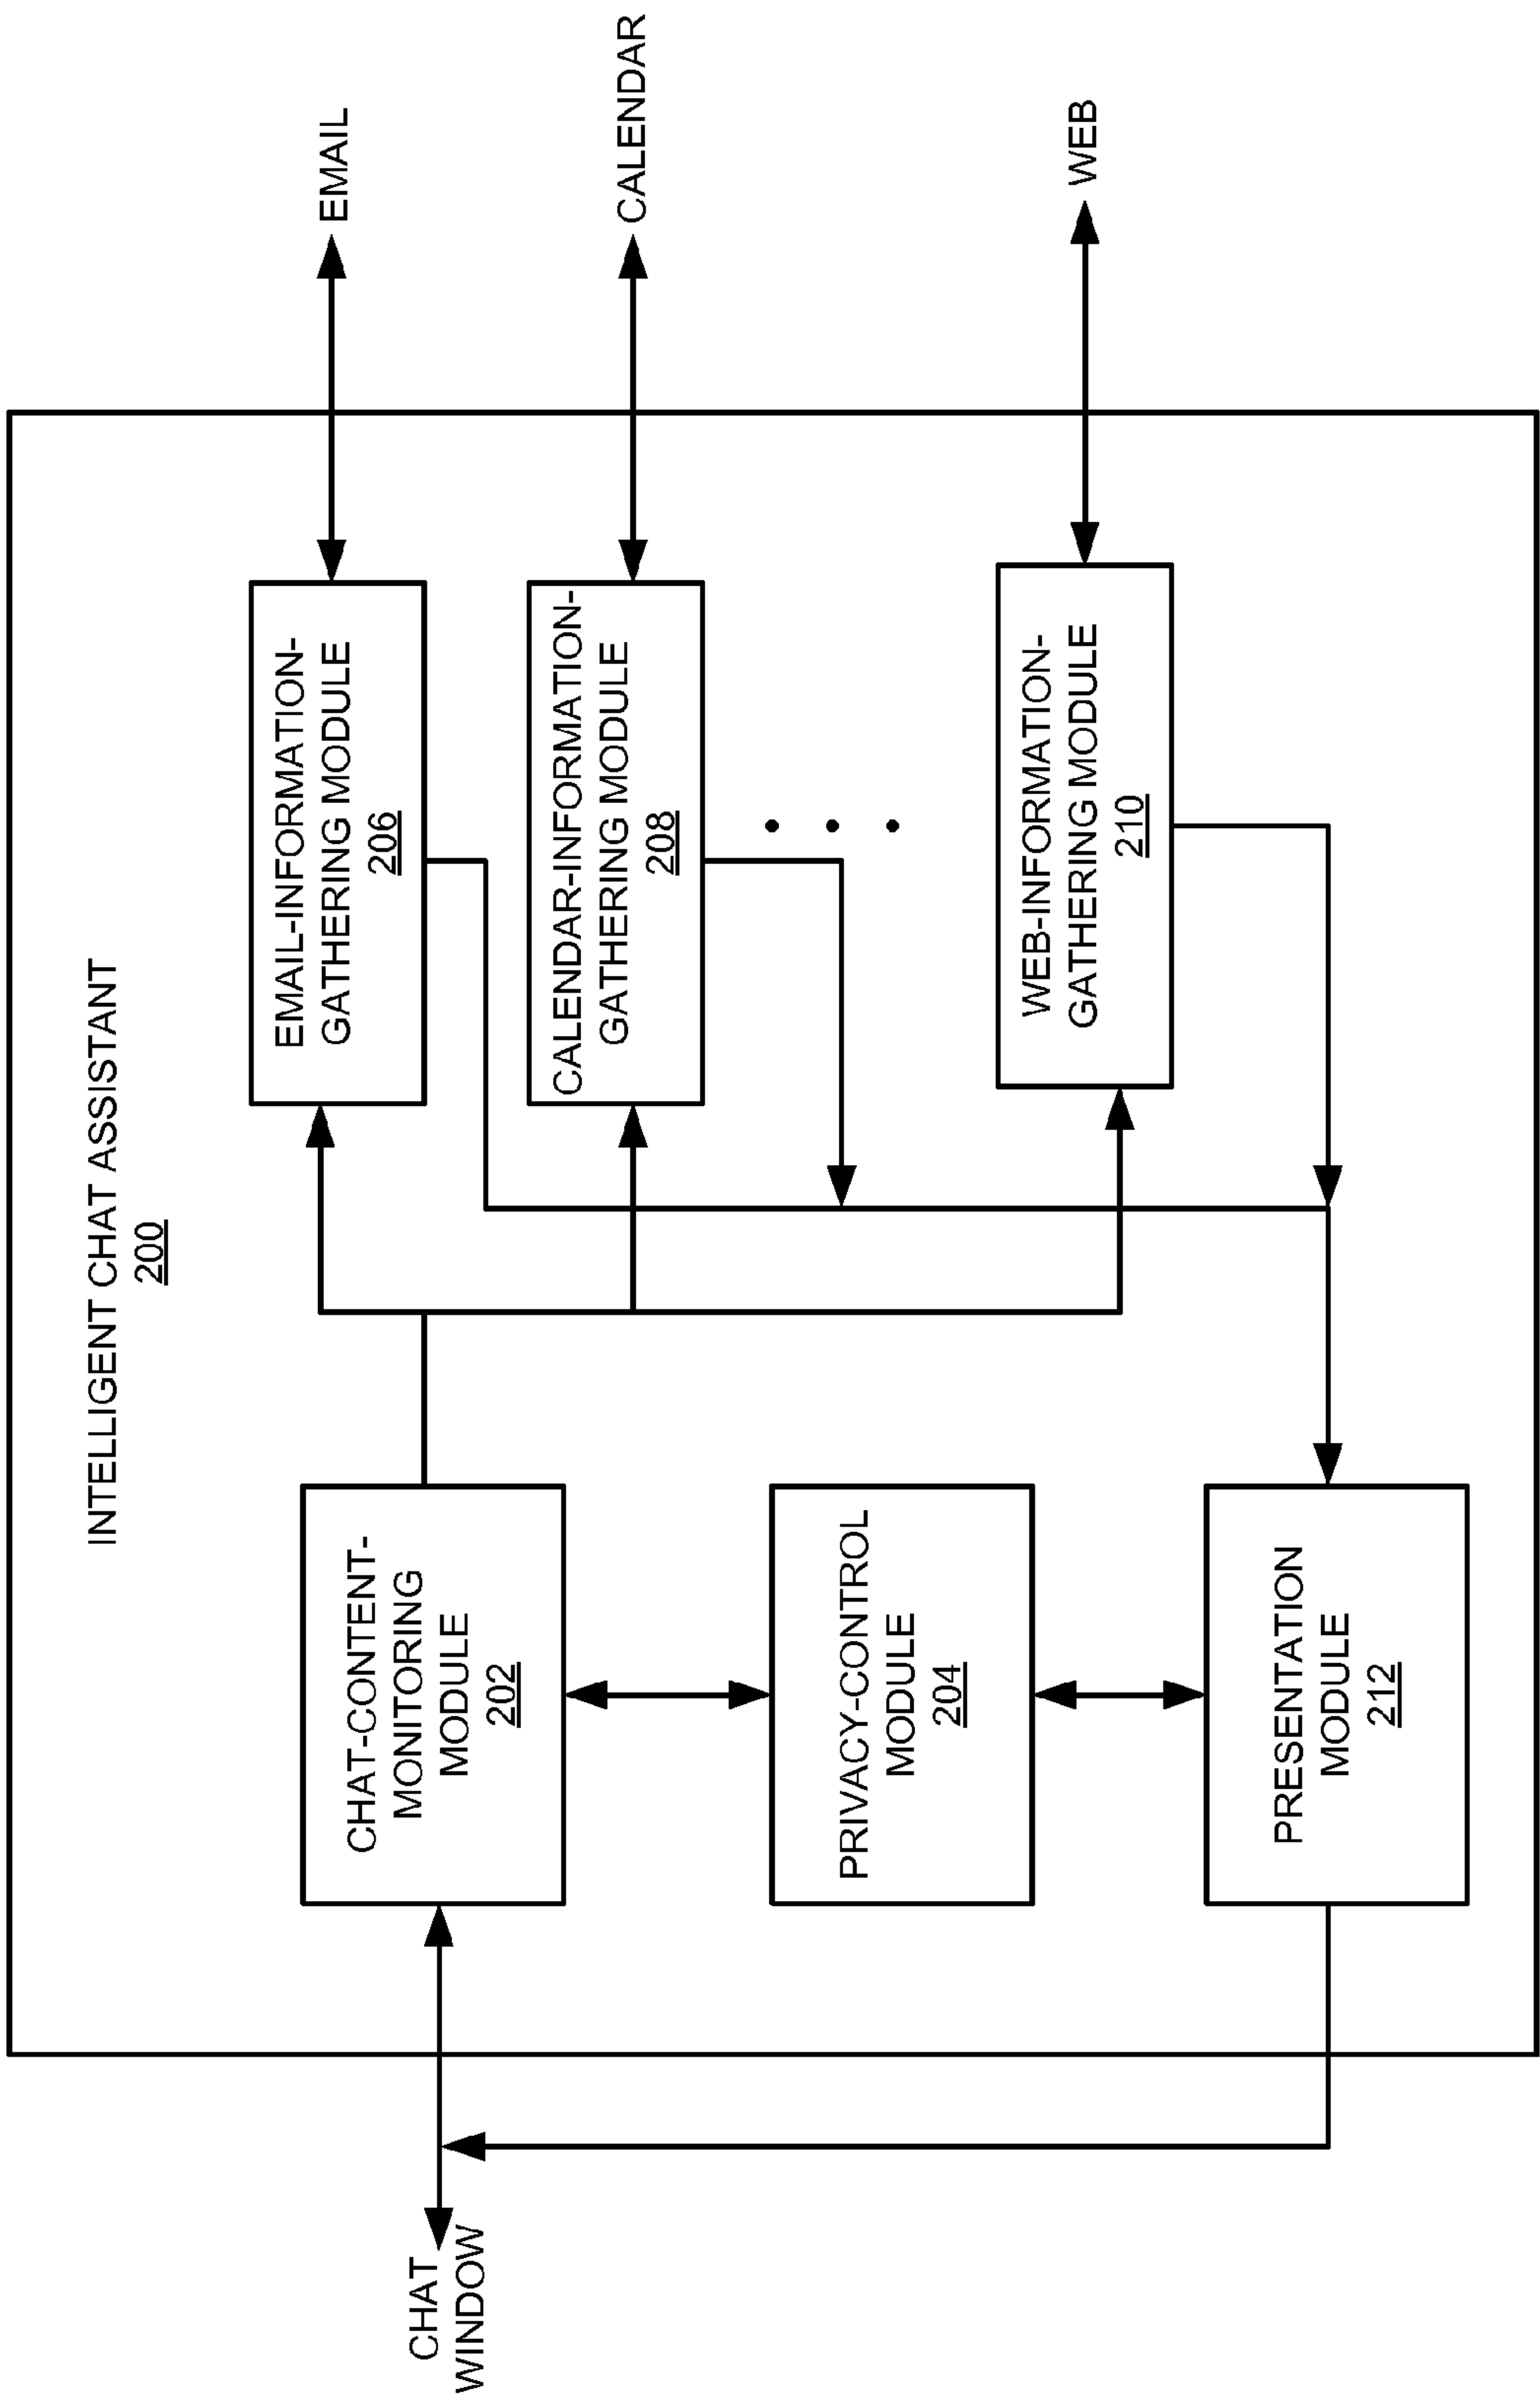 INTELLIGENT CHAT ASSISTANT
200
CHAT
WINDOW
CHAT-CONTENT-
MONITORING
MODULE
202
EMAIL-INFORMATION-
GATHERING MODULE
206
EMAIL
CALENDAR-INFORMATION-
GATHERING MODULE
208
CALENDAR
PRIVACY-CONTROL
MODULE
204
WEB-INFORMATION-
GATHERING MODULE
210
WEB
PRESENTATION
MODULE
212